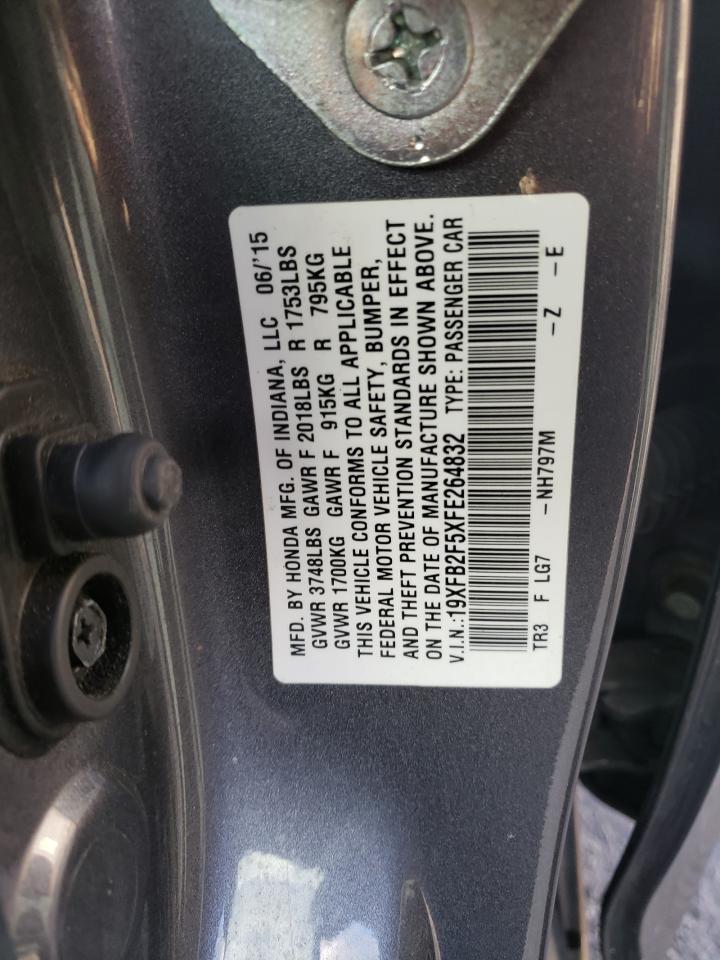 MFD. BY HONDA MFG. OF INDIANA, LLC 06/'15
GVWR 3748LBS GAWR F 2018LBS R 1753LBS
GVWR 1700KG GAWR F 915KG R 795KG
THIS VEHICLE CONFORMS TO ALL APPLICABLE
FEDERAL MOTOR VEHICLE SAFETY, BUMPER,
AND THEFT PREVENTION STANDARDS IN EFFECT
ON THE DATE OF MANUFACTURE SHOWN ABOVE.
V.I.N.:19XFB2F5XFE264832 TYPE: PASSENGER CAR
TR3 F LG7 -NH797M -Z -E